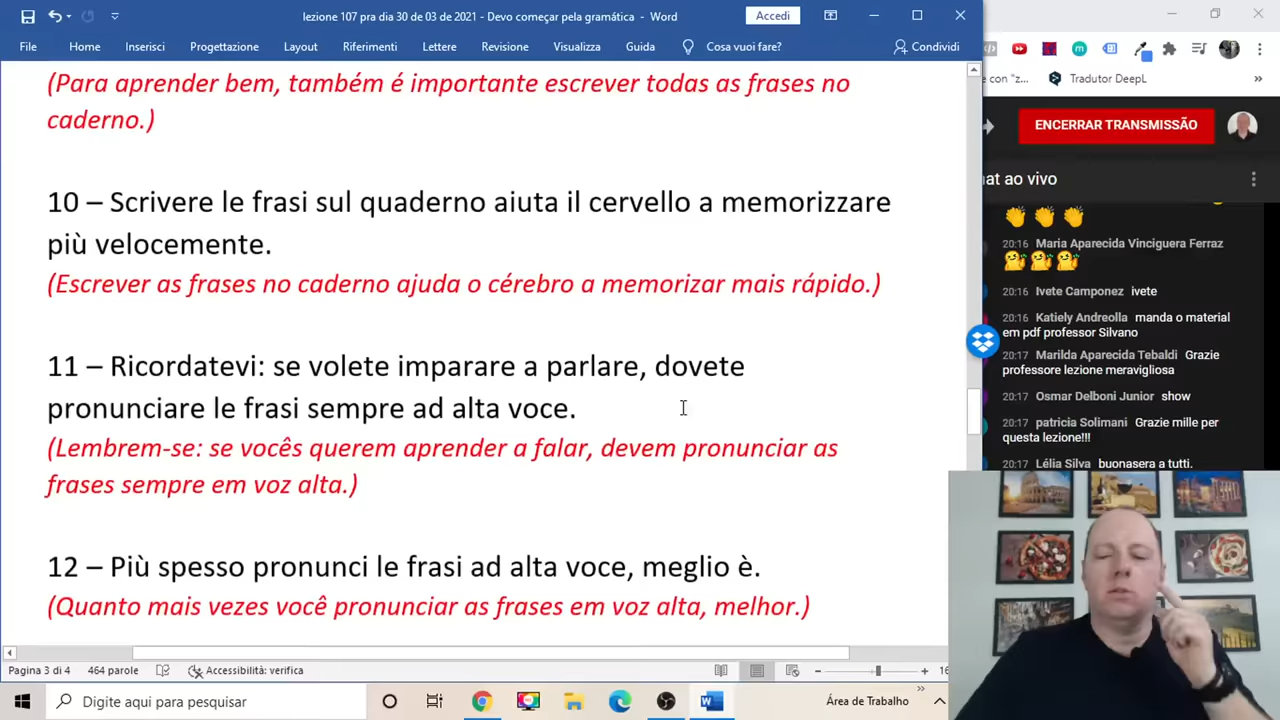 lezione 107 pra dia 30 de 03 de 2021 - Devo começar pela gramática - Word
Accedi
File Home Inserisci Progettazione Layout Riferimenti Lettere Revisione Visualizza Guida Cosa vuoi fare? Condividi
con "z...
Tradutor DeepL
»
(Para aprender bem, também é importante escrever todas as frases no
caderno.)
10 – Scrivere le frasi sul quaderno aiuta il cervello a memorizzare
più velocemente.
(Escrever as frases no caderno ajuda o cérebro a memorizar mais rápido.)
11 – Ricordatevi: se volete imparare a parlare, dovete
pronunciare le frasi sempre ad alta voce.
(Lembrem-se: se vocês querem aprender a falar, devem pronunciar as
frases sempre em voz alta.)
12 – Più spesso pronunci le frasi ad alta voce, meglio è.
(Quanto mais vezes você pronunciar as frases em voz alta, melhor.)
ENCERRAR TRANSMISSÃO
hat ao vivo
20:16 Maria Aparecida Vinciguera Ferraz
20:16 Ivete Camponez ivete
20:16 Katiely Andreolla manda o material
em pdf professor Silvano
20:17 Marilda Aparecida Tebaldi Grazie
professore lezione meravigliosa
20:17 Osmar Delboni Junior show
20:17 patricia Solimani Grazie mille per
questa lezione!!!
20:17 Lélia Silva buonasera a tutti.
Pagina 3 di 4 464 parole Accessibilità: verifica
16
Digite aqui para pesquisar
Área de Trabalho
»